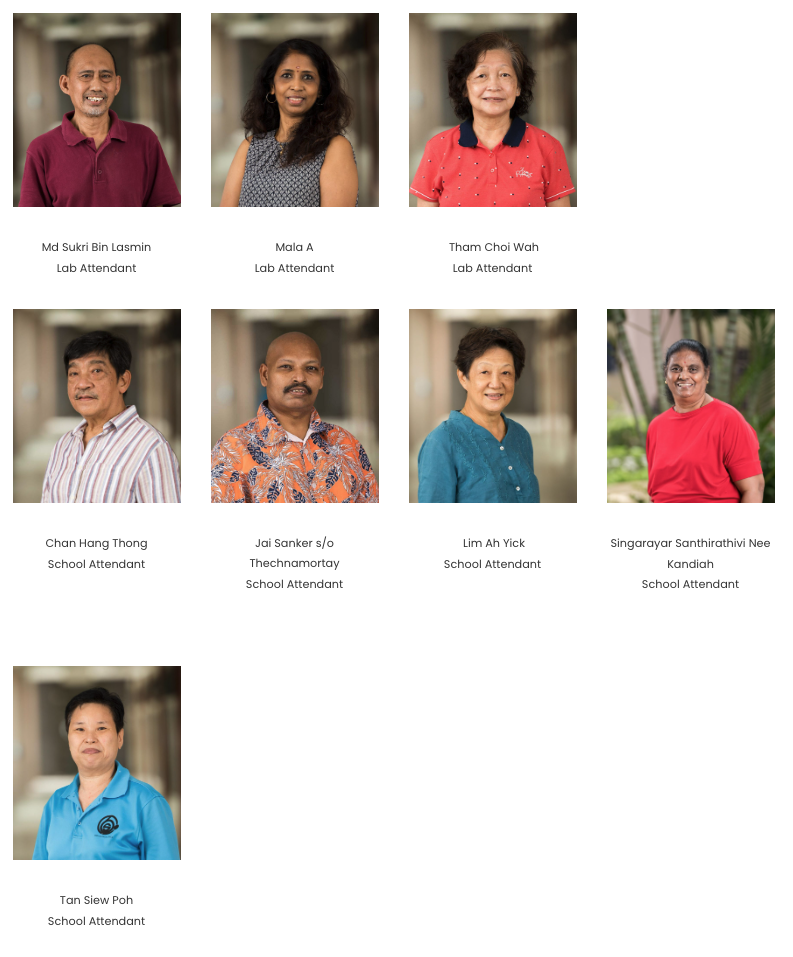 Md Sukri Bin Lasmin
Lab Attendant
Mala A
Lab Attendant
Tham Choi Wah
Lab Attendant
Chan Hang Thong
School Attendant
Jai Sanker s/o
Thechnamortay
School Attendant
Lim Ah Yick
School Attendant
Singarayar Santhirathivi Nee
Kandiah
School Attendant
Tan Siew Poh
School Attendant